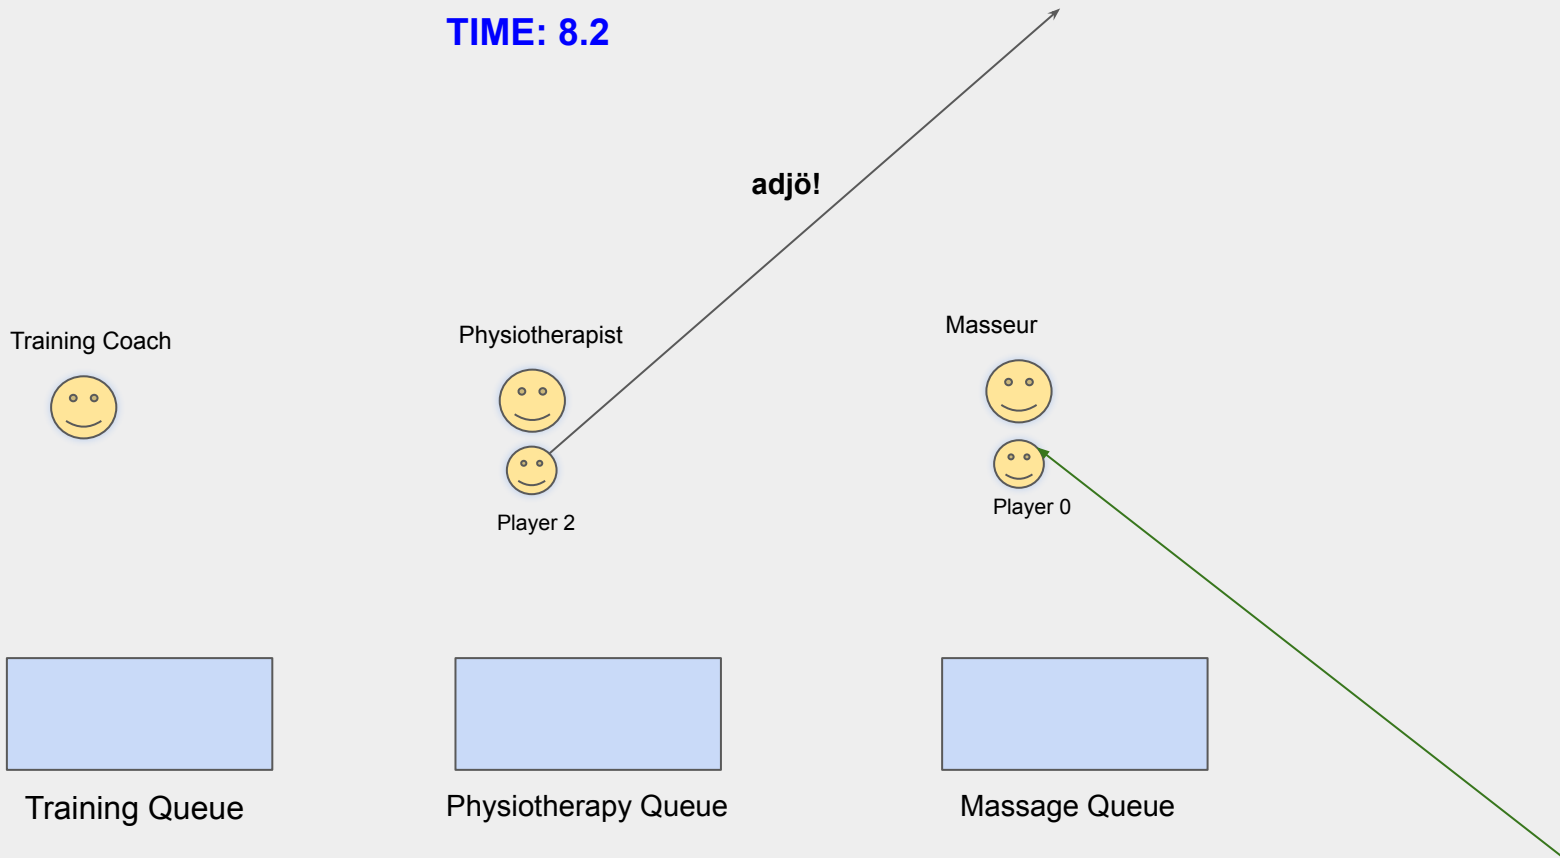 TIME: 8.2
adjö!
Training Coach
Physiotherapist
Masseur
Player 2
Player 0
Training Queue
Physiotherapy Queue
Massage Queue